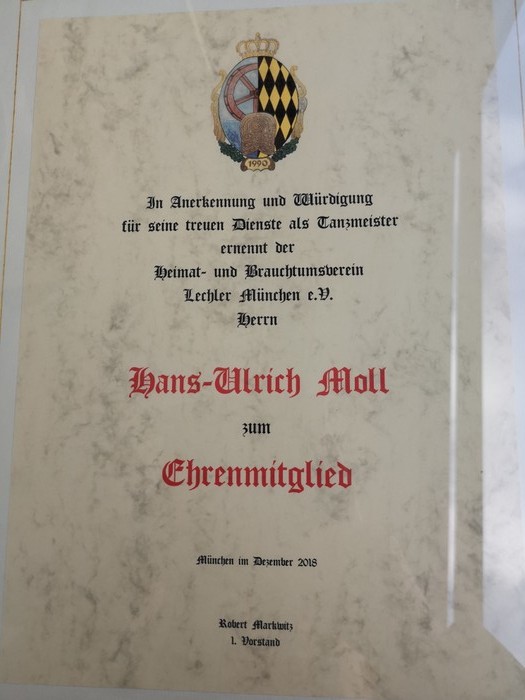 1990
In Anerkennung und Würdigung
für seine treuen Dienste als Tanzmeister
ernennt der
Heimat- und Brauchtumsverein
Lechler München e.V.
Herrn
Hans-Ulrich Moll
zum
Ehrenmitglied
München im Dezember 2018
Robert Markwitz
1. Vorstand